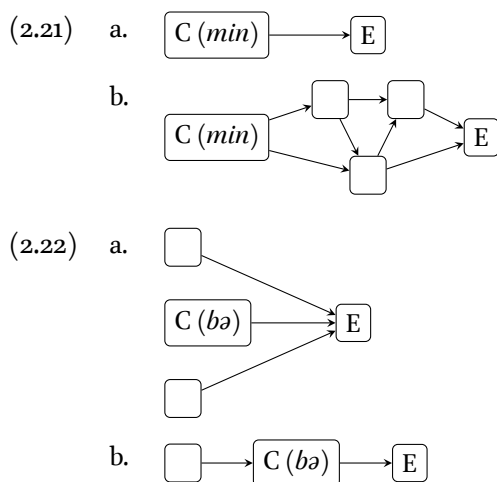 (2.21) a. C (min) E
b.
C (min) E
(2.22) a.
C (bə) E
b. C (bə) E